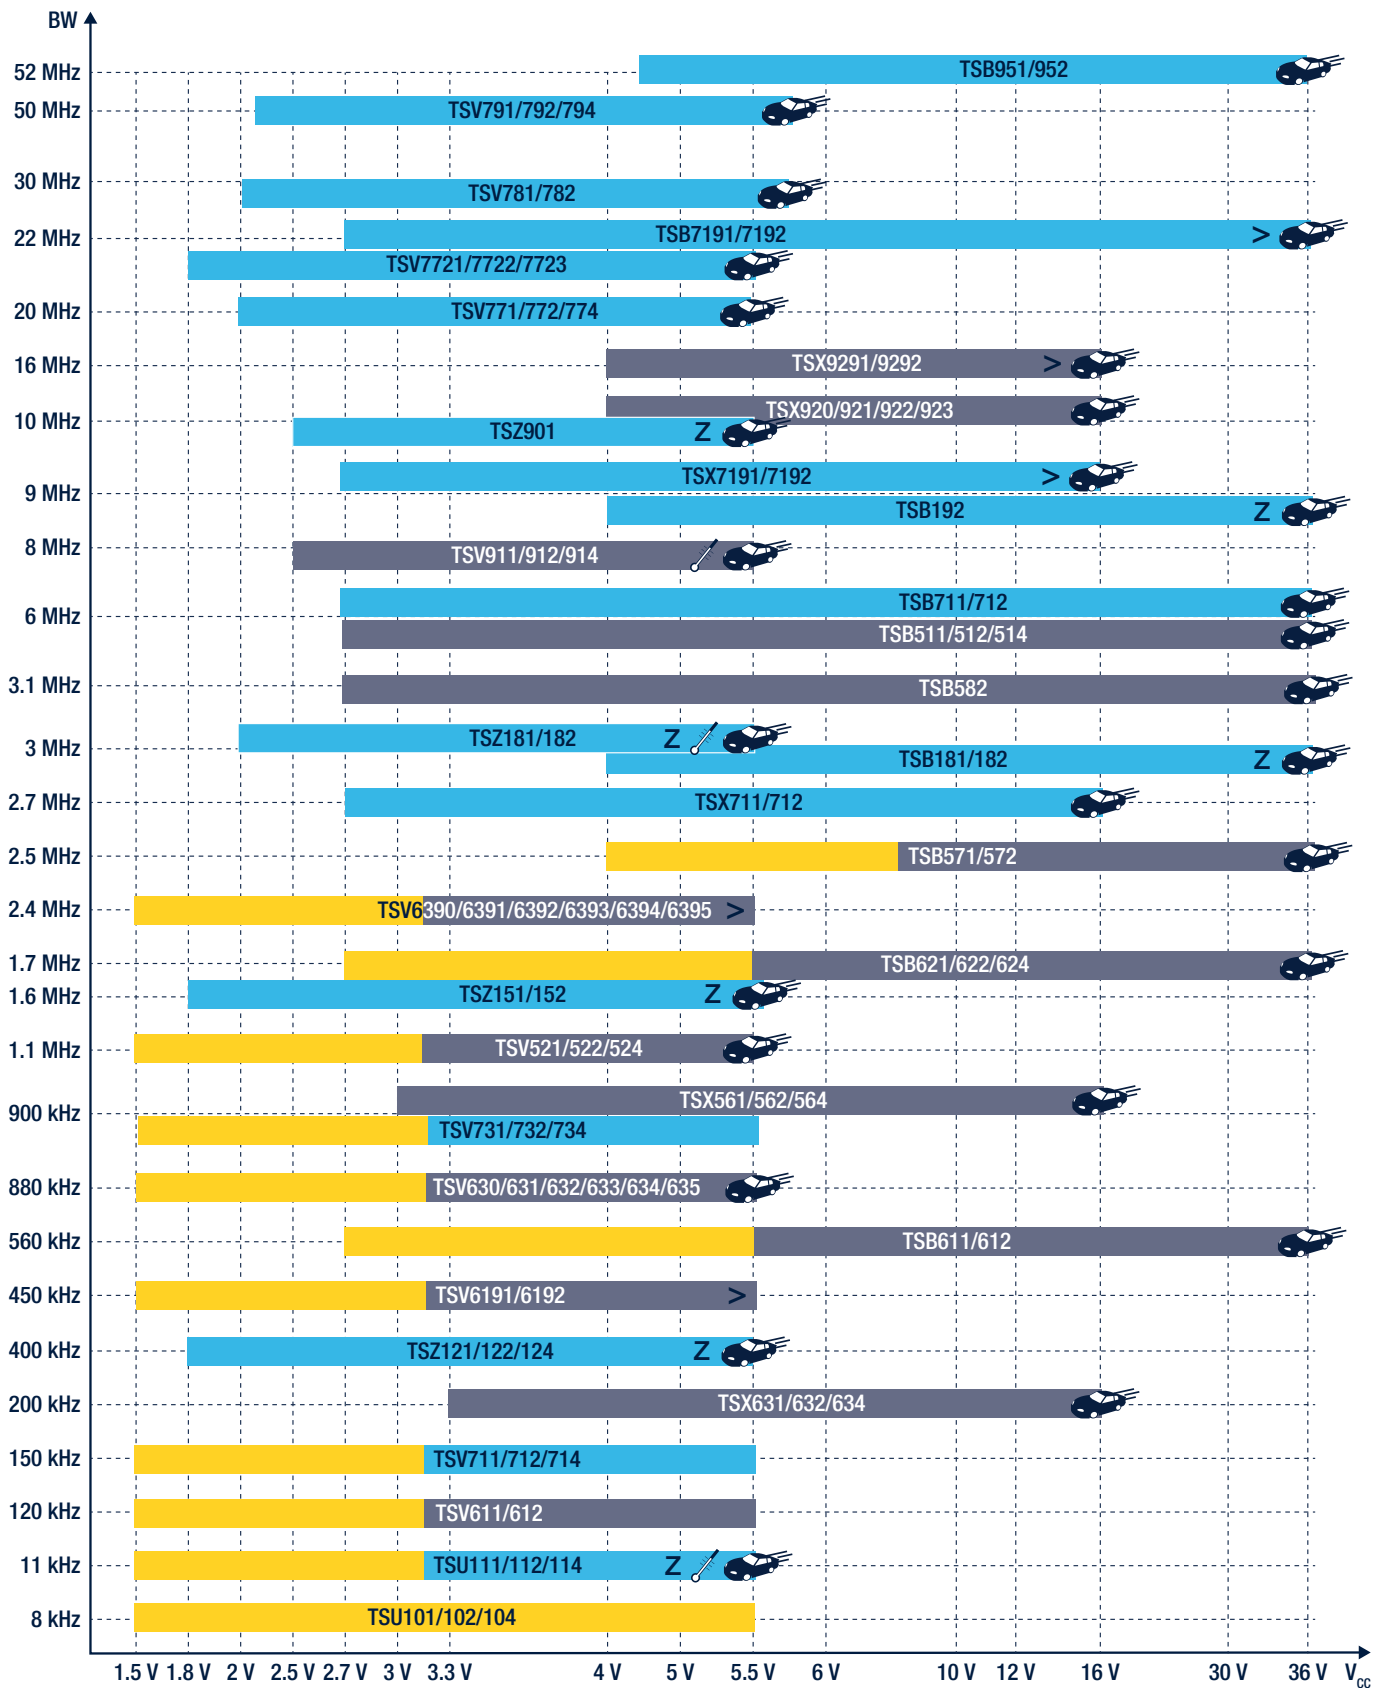 BW
52 MHz
TSB951/952
50 MHz
TSV791/792/794
30 MHz
TSV781/782
22 MHz
TSB7191/7192 >
TSV7721/7722/7723
20 MHz
TSV771/772/774
16 MHz
TSX9291/9292 >
TSX920/921/922/923
10 MHz
TSZ901 Z
TSX7191/7192 >
9 MHz
TSB192 Z
8 MHz
TSV911/912/914
TSB711/712
6 MHz
TSB511/512/514
3.1 MHz
TSB582
TSZ181/182 Z
3 MHz
TSB181/182 Z
2.7 MHz
TSX711/712
2.5 MHz
TSB571/572
2.4 MHz
TSV6390/6391/6392/6393/6394/6395 >
1.7 MHz
TSB621/622/624
1.6 MHz
TSZ151/152 Z
1.1 MHz
TSV521/522/524
TSX561/562/564
900 kHz
TSV731/732/734
880 kHz
TSV630/631/632/633/634/635
560 kHz
TSB611/612
450 kHz
TSV6191/6192 >
400 kHz
TSZ121/122/124 Z
200 kHz
TSX631/632/634
150 kHz
TSV711/712/714
120 kHz
TSV611/612
11 kHz
TSU111/112/114 Z
8 kHz
TSU101/102/104
1.5 V 1.8 V 2 V 2.5 V 2.7 V 3 V 3.3 V 4 V 5 V 5.5 V 6 V 10 V 12 V 16 V 30 V 36 V Vcc